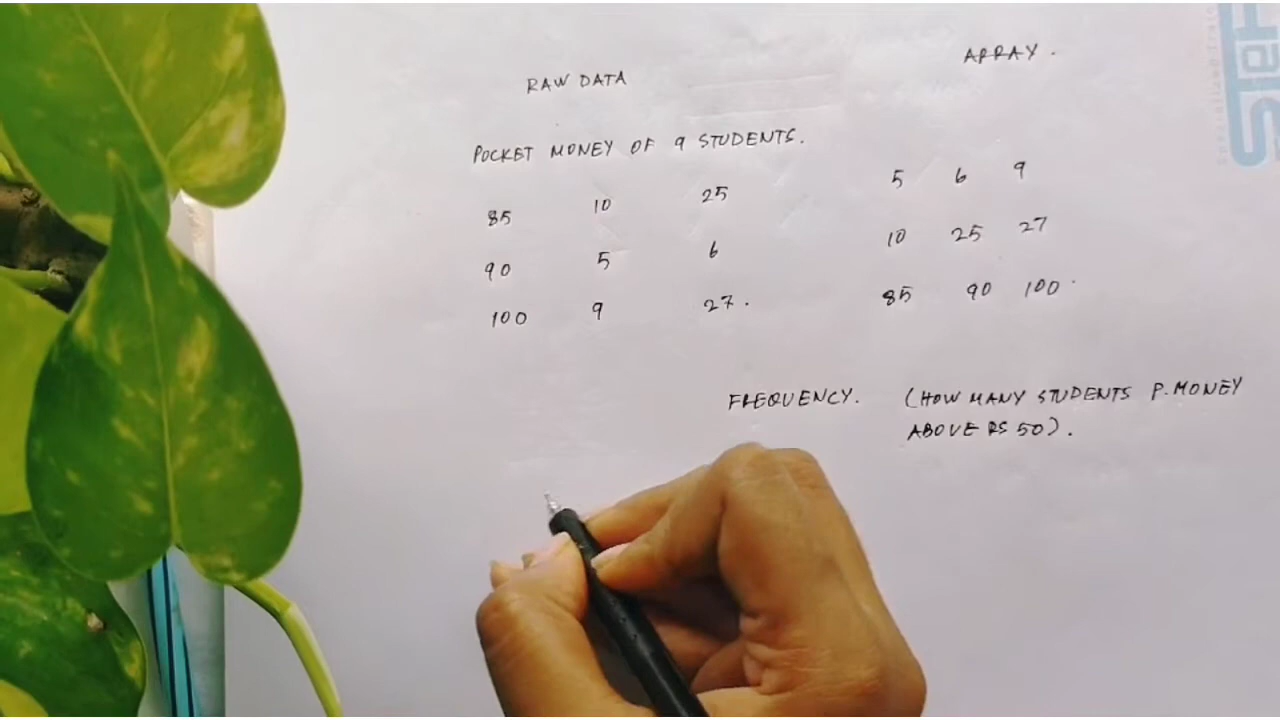 RAW DATA
POCKET MONEY OF 9 STUDENTS.
85 10 25
90 5 6
100 9 27.
ARRAY.
5 6 9
10 25 27
85 90 100.
FREQUENCY. (HOW MANY STUDENTS P. MONEY
ABOVE RS 50).